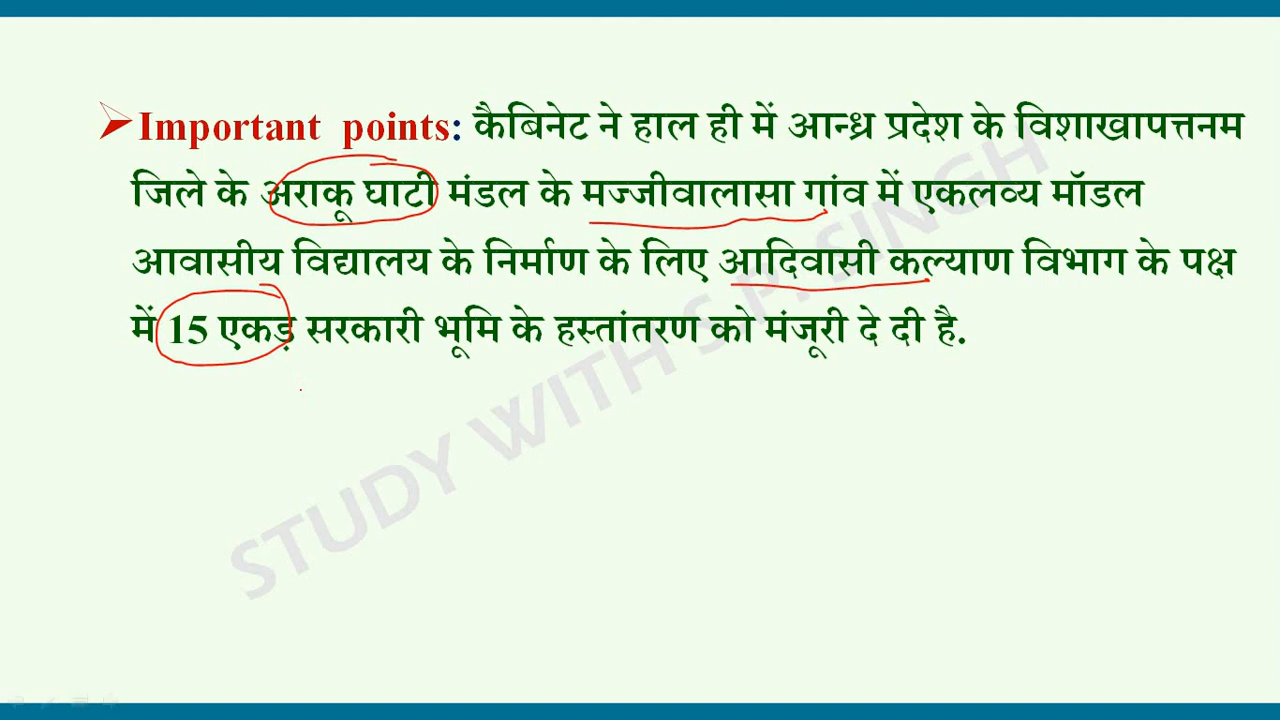 Important points: कैबिनेट ने हाल ही में आन्ध्र प्रदेश के विशाखापत्तनम
जिले के अराकू घाटी मंडल के मज्जीवालासा गांव में एकलव्य मॉडल
आवासीय विद्यालय के निर्माण के लिए आदिवासी कल्याण विभाग के पक्ष
में 15 एकड़ सरकारी भूमि के हस्तांतरण को मंजूरी दे दी है.
STUDY WITH S.P. SINGH